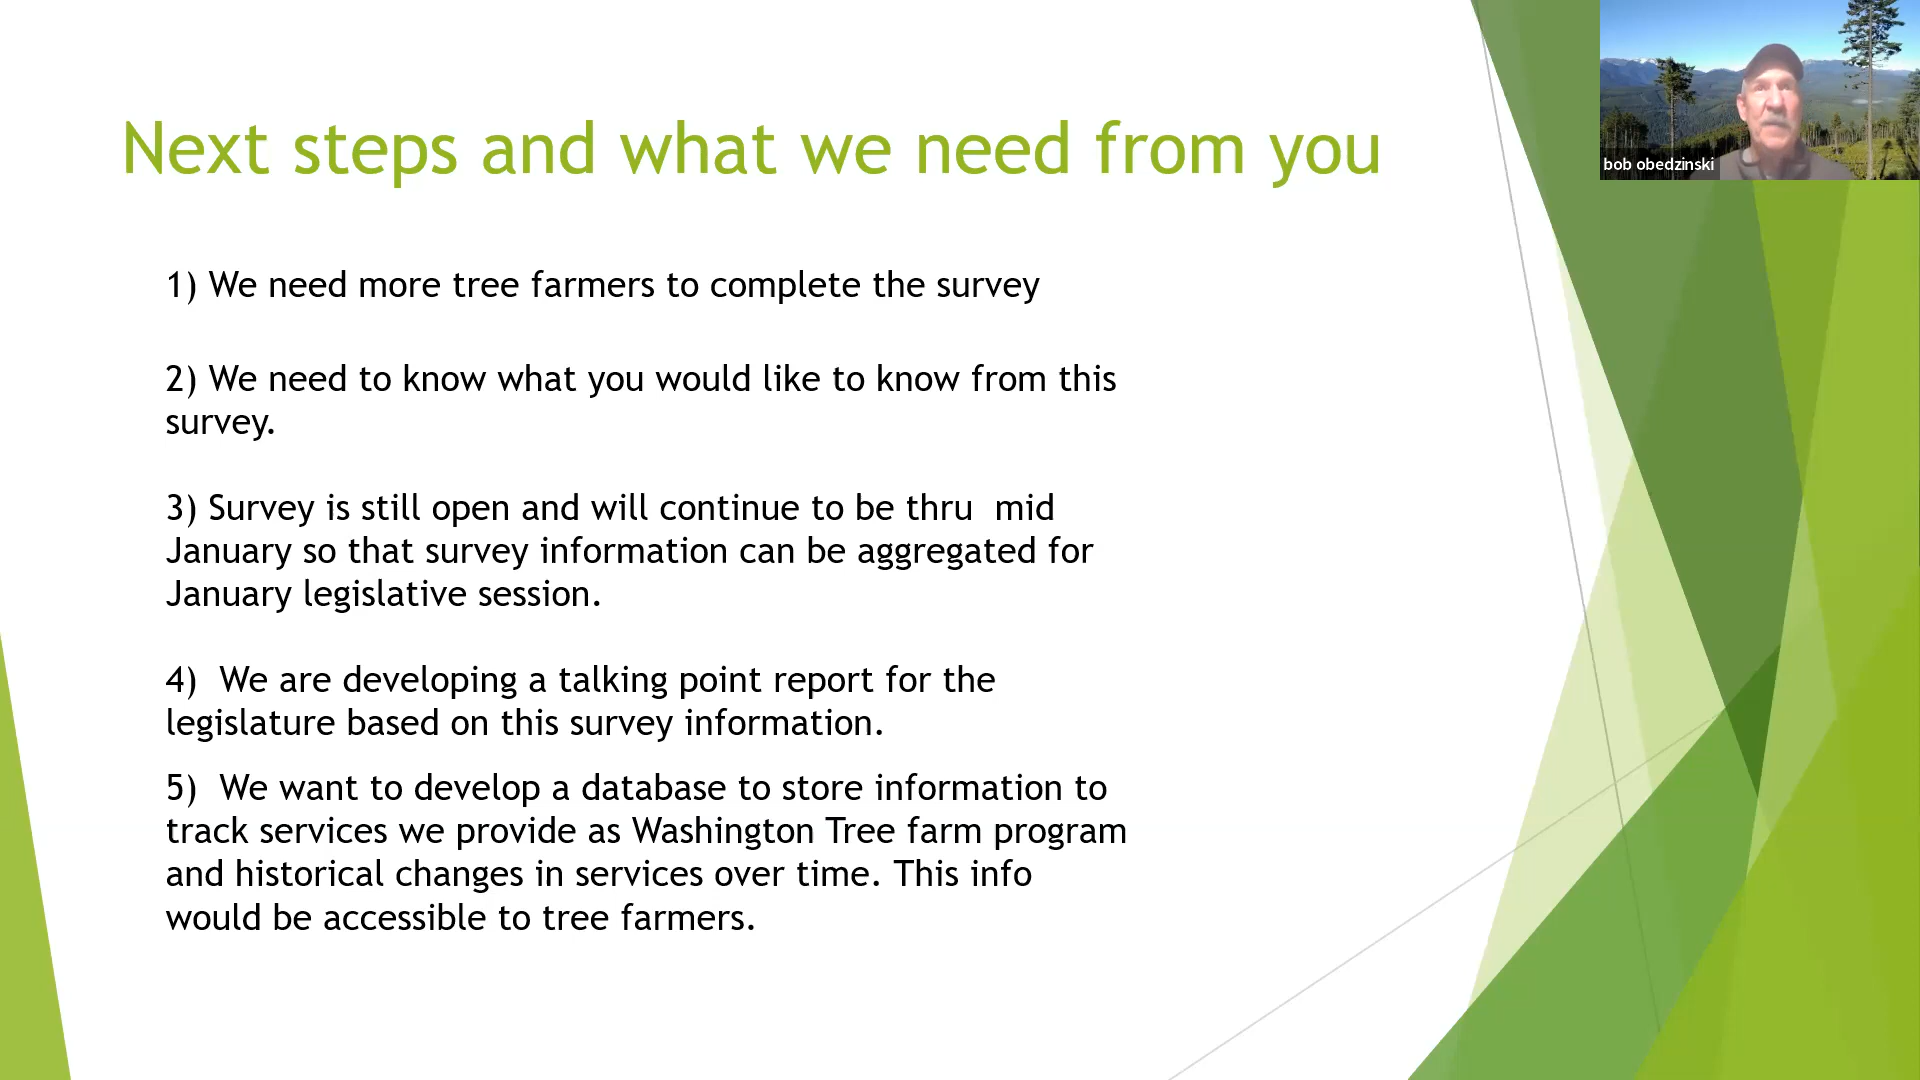 Next steps and what we need from you
bob obedzinski
1) We need more tree farmers to complete the survey
2) We need to know what you would like to know from this
survey.
3) Survey is still open and will continue to be thru  mid
January so that survey information can be aggregated for
January legislative session.
4)  We are developing a talking point report for the
legislature based on this survey information.
5)  We want to develop a database to store information to
track services we provide as Washington Tree farm program
and historical changes in services over time. This info
would be accessible to tree farmers.